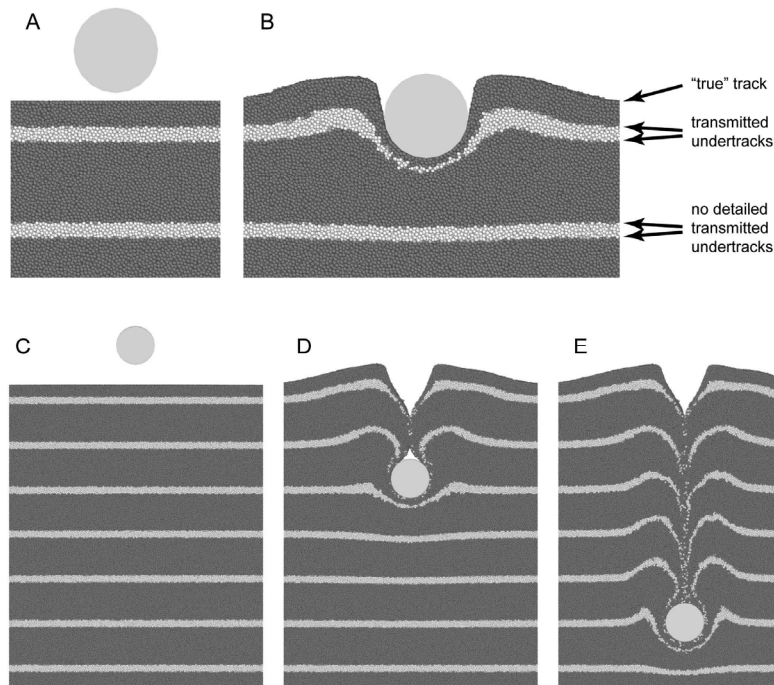 A
B
“true” track
transmitted
undertracks
no detailed
transmitted
undertracks
C
D
E